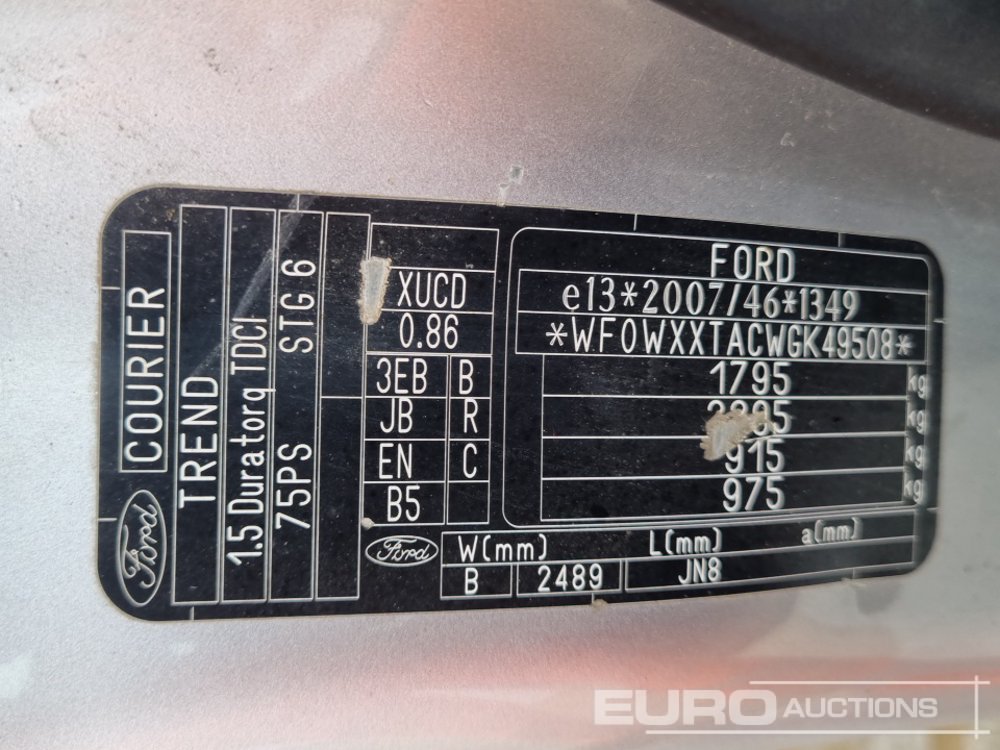 FORD
e13*2007/46*1349
*WF0WXXTACWGK49508*
1795 kg
kg
915 kg
975 kg
XUCD
0.86
3EB B
JB R
EN C
B5
Ford
W(mm) L(mm) a(mm)
B 2489 JN8
Ford COURIER
TREND
1.5 Duratorq TDCI
75PS STG 6
EURO AUCTIONS